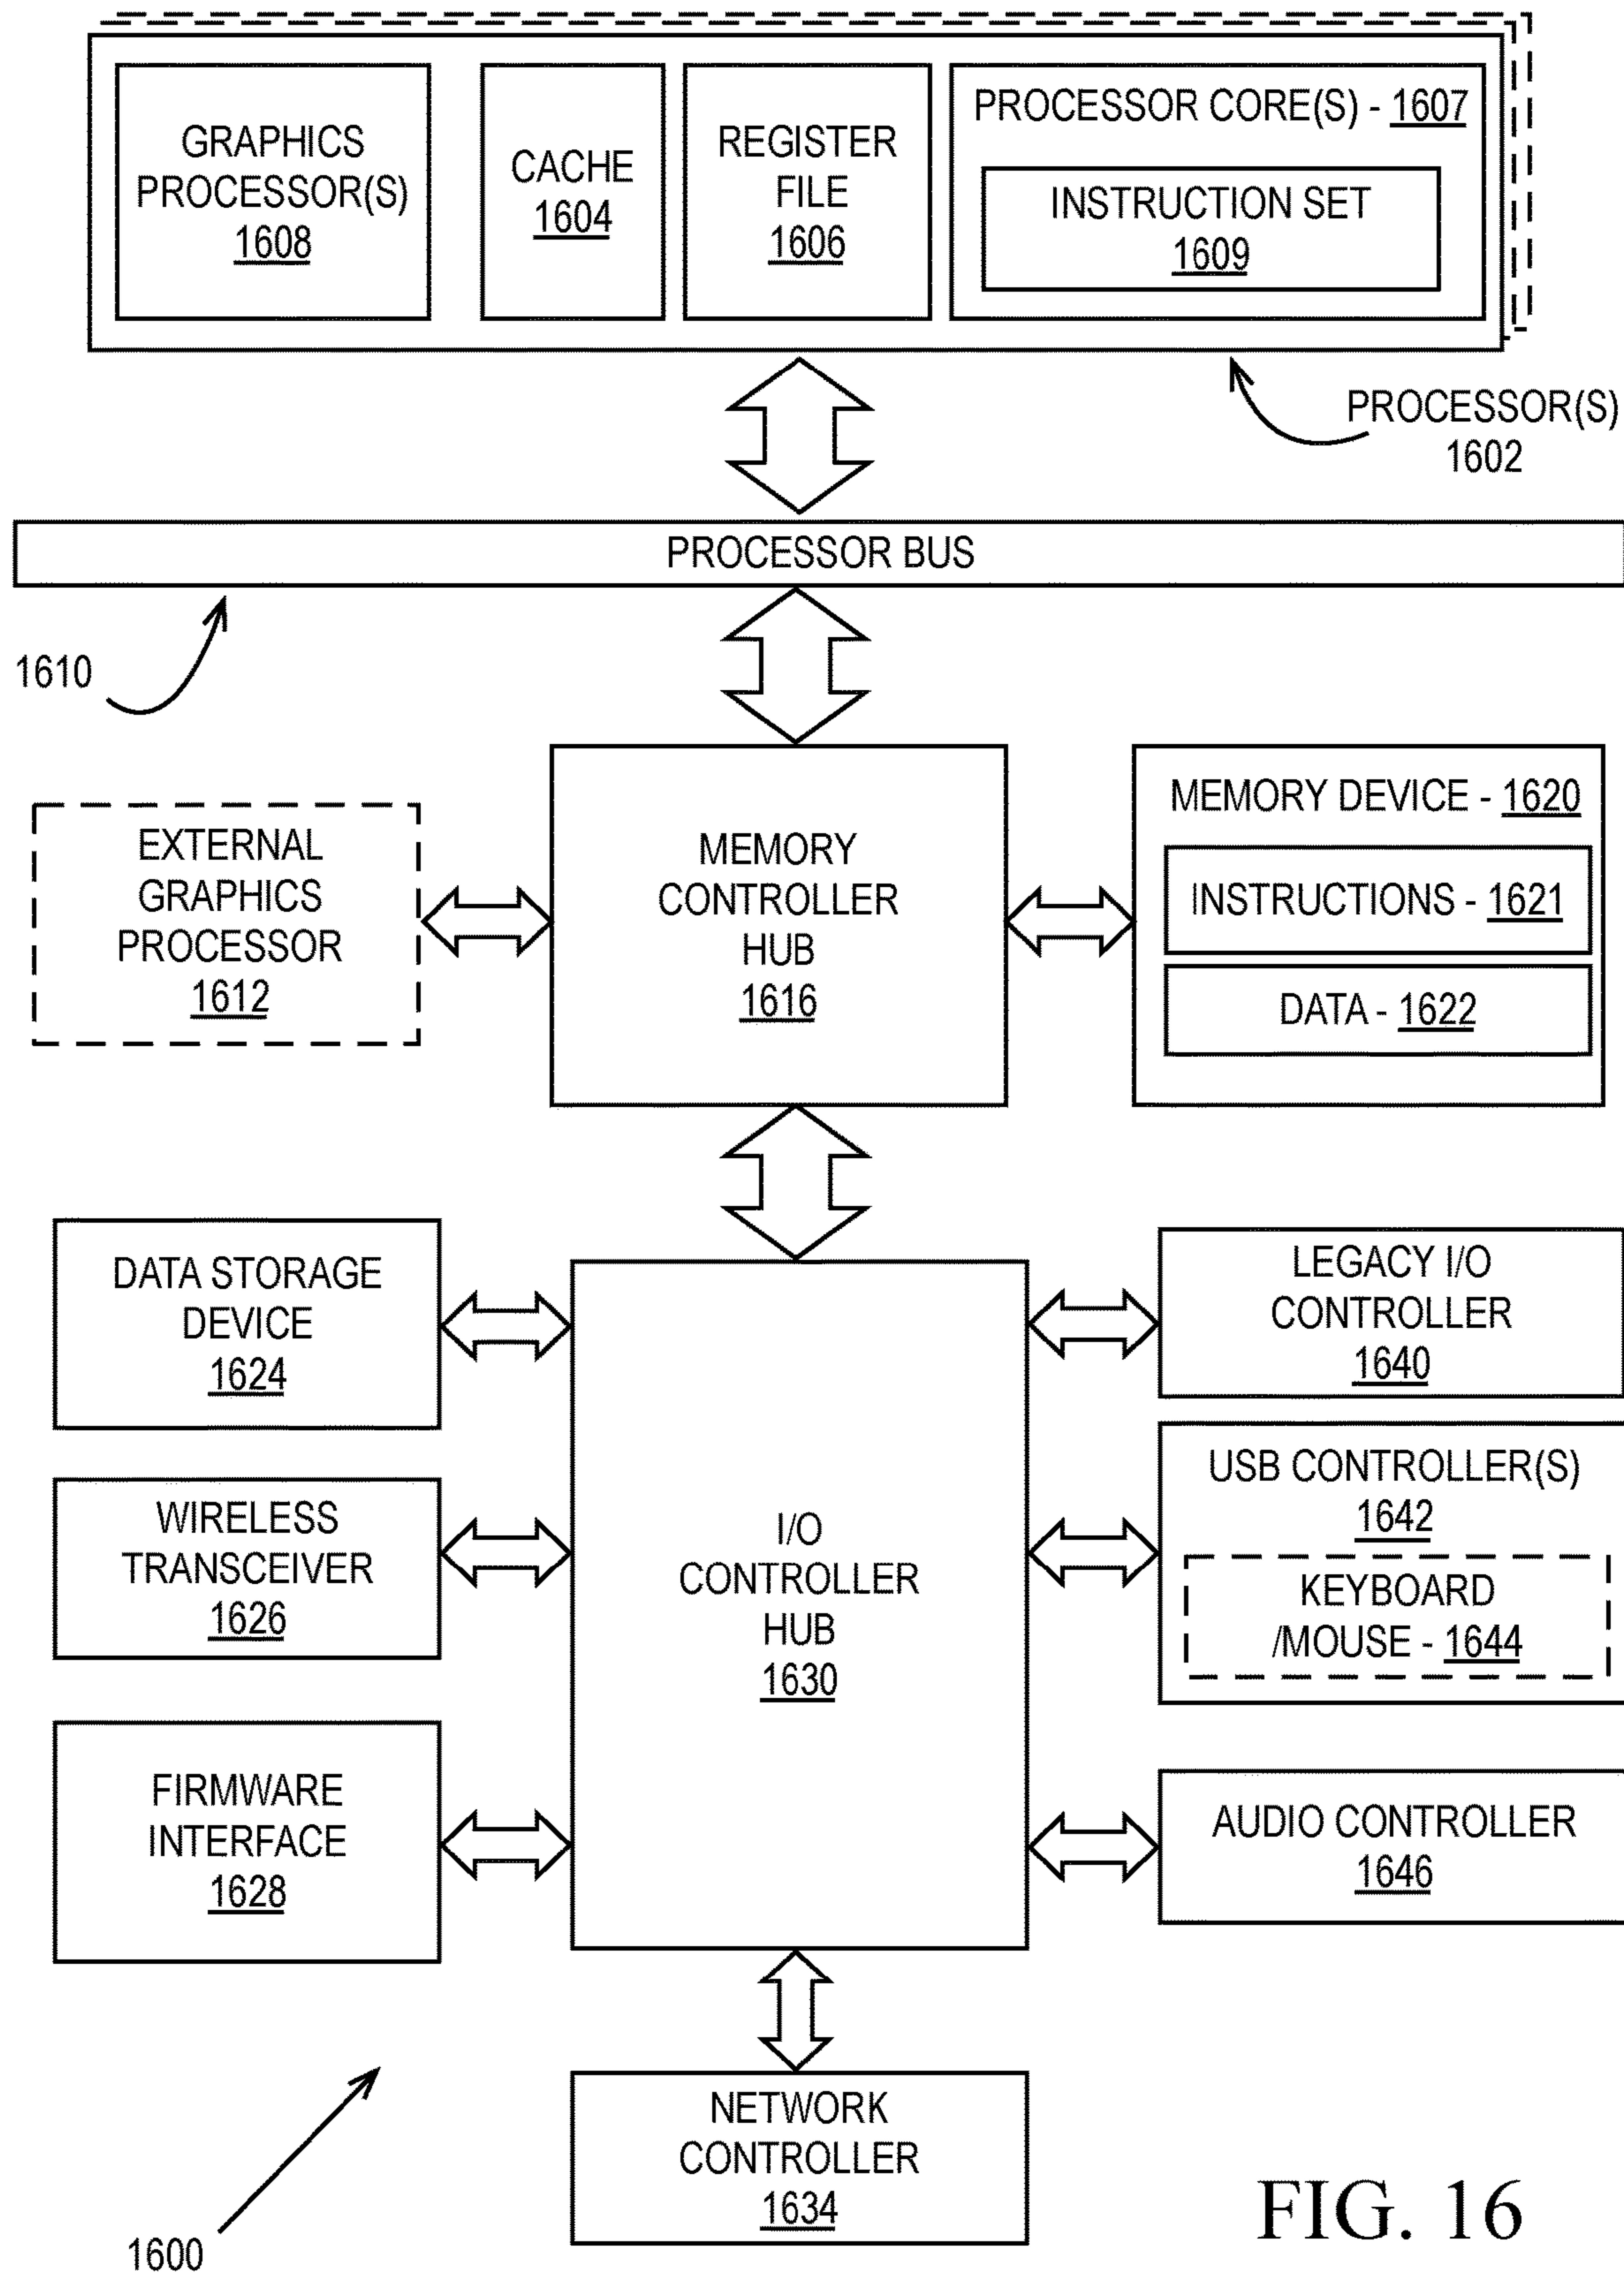 GRAPHICS
PROCESSOR(S)
1608
CACHE
1604
REGISTER
FILE
1606
PROCESSOR CORE(S) - 1607
INSTRUCTION SET
1609
PROCESSOR(S)
1602
PROCESSOR BUS
1610
EXTERNAL
GRAPHICS
PROCESSOR
1612
MEMORY
CONTROLLER
HUB
1616
MEMORY DEVICE - 1620
INSTRUCTIONS - 1621
DATA - 1622
DATA STORAGE
DEVICE
1624
WIRELESS
TRANSCEIVER
1626
FIRMWARE
INTERFACE
1628
I/O
CONTROLLER
HUB
1630
LEGACY I/O
CONTROLLER
1640
USB CONTROLLER(S)
1642
KEYBOARD
/MOUSE - 1644
AUDIO CONTROLLER
1646
NETWORK
CONTROLLER
1634
1600
FIG. 16